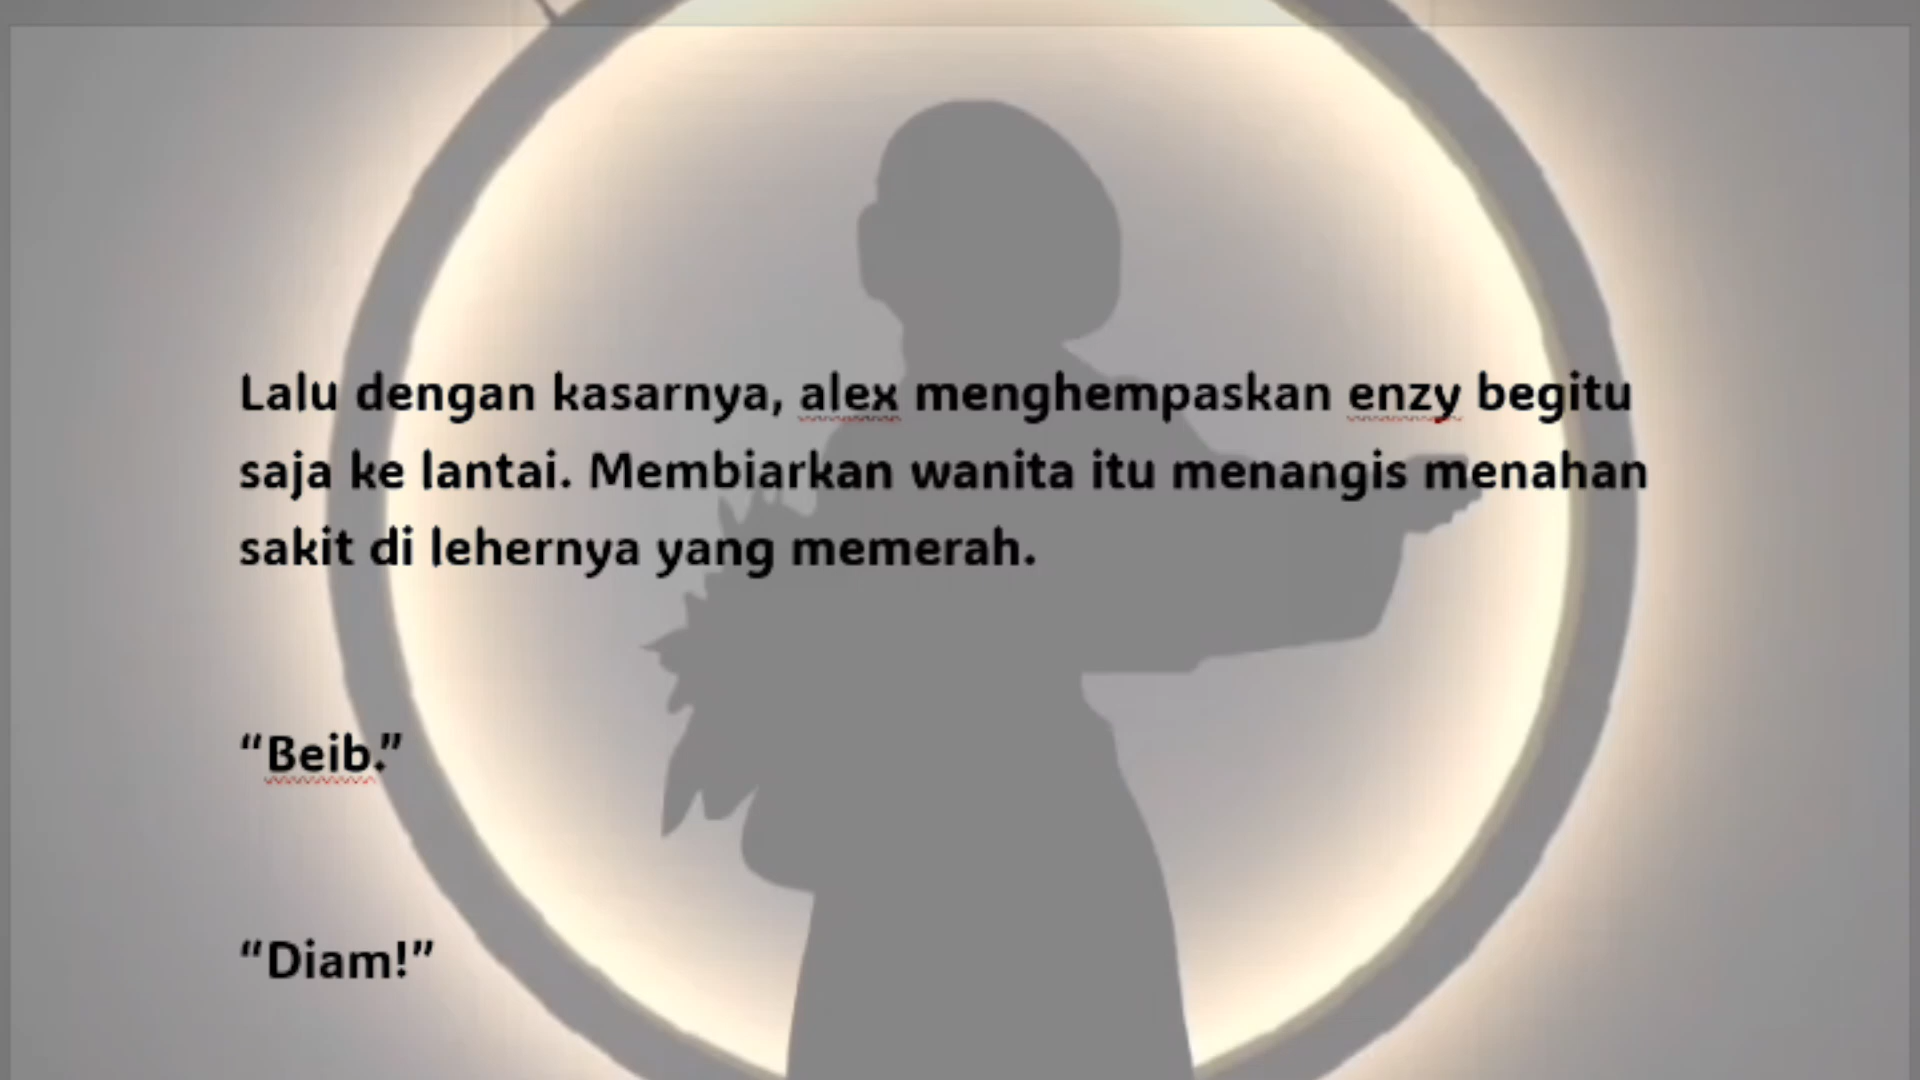 Lalu dengan kasarnya, alex menghempaskan enzy begitu
saja ke lantai. Membiarkan wanita itu menangis menahan
sakit di lehernya yang memerah.
“Beib.”
“Diam!”